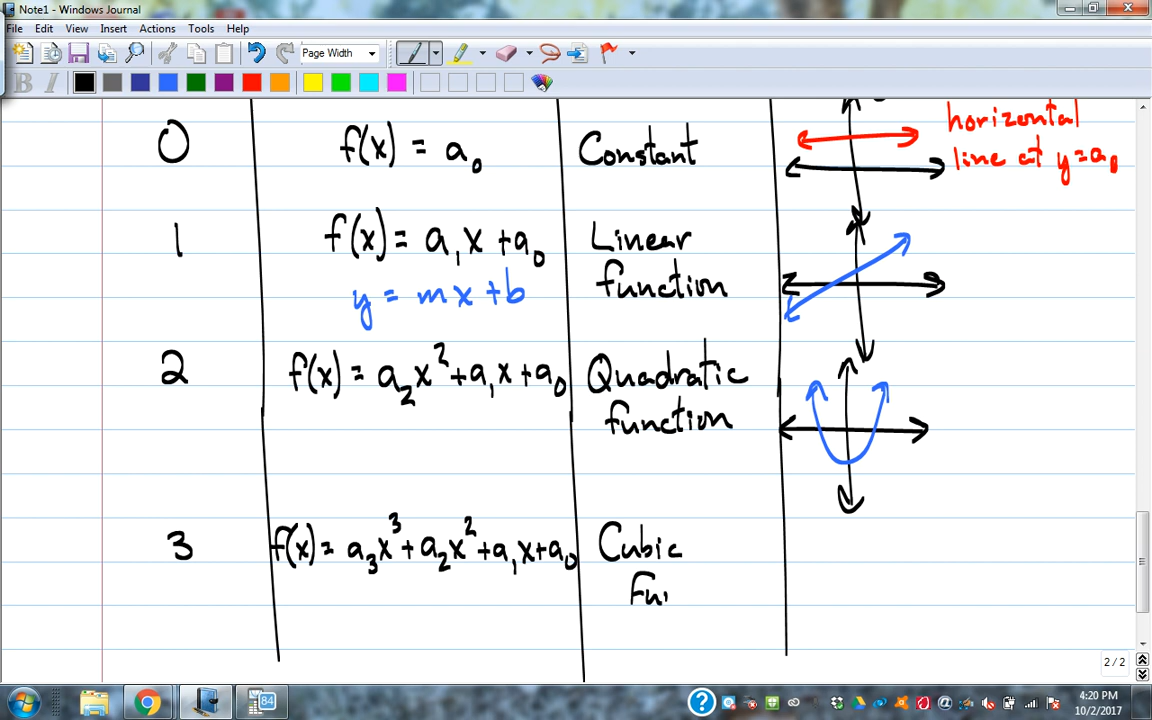 Note1 - Windows Journal
File Edit View Insert Actions Tools Help
Page Width
B I
0 f(x) = a₀ Constant horizontal
line at y=a₀
1 f(x) = a₁x + a₀ Linear
function
y = mx + b
2 f(x) = a₂x² + a₁x + a₀ Quadratic
function
3 f(x) = a₃x³ + a₂x² + a₁x + a₀ Cubic
Fu
2 / 2
84
4:20 PM
10/2/2017